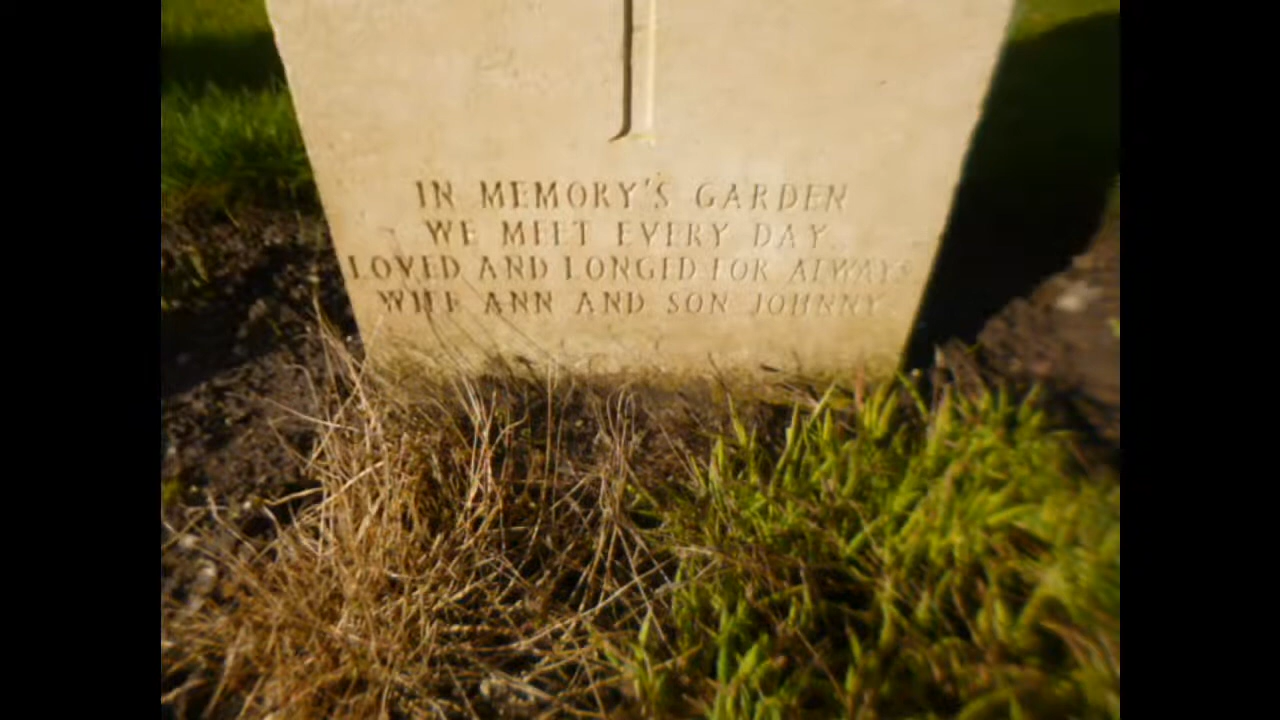 IN MEMORY'S GARDEN
WE MEET EVERY DAY
LOVED AND LONGED FOR ALWAYS
WIFE ANN AND SON JOHNNY